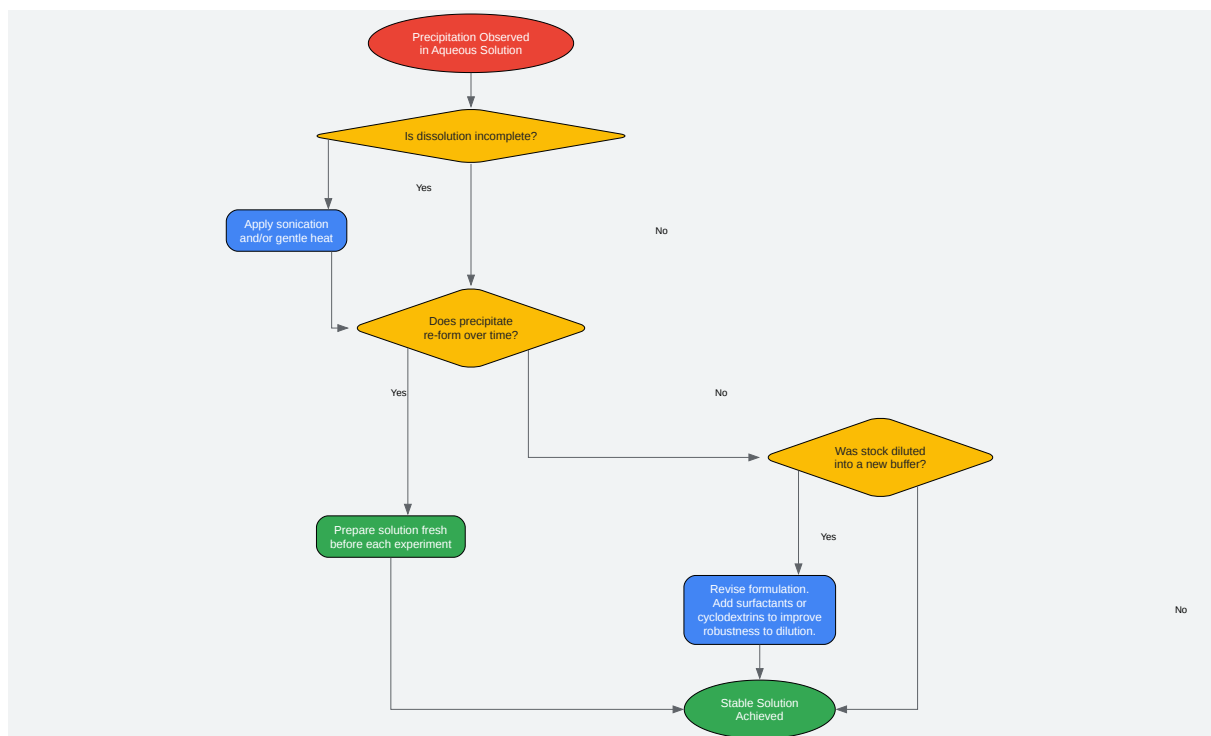 Precipitation Observed
in Aqueous Solution
Is dissolution incomplete?
Yes
Apply sonication
and/or gentle heat
No
Does precipitate
re-form over time?
Yes
No
Was stock diluted
into a new buffer?
Prepare solution fresh
before each experiment
Yes
Revise formulation.
Add surfactants or
cyclodextrins to improve
robustness to dilution.
No
Stable Solution
Achieved